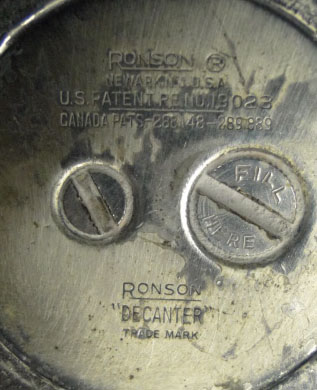 RONSON ®
NEWARK N.J. U.S.A.
U.S. PATENT. RE. NO. 19023
CANADA PATS-
FILL
HERE
RONSON
"DECANTER"
TRADE MARK